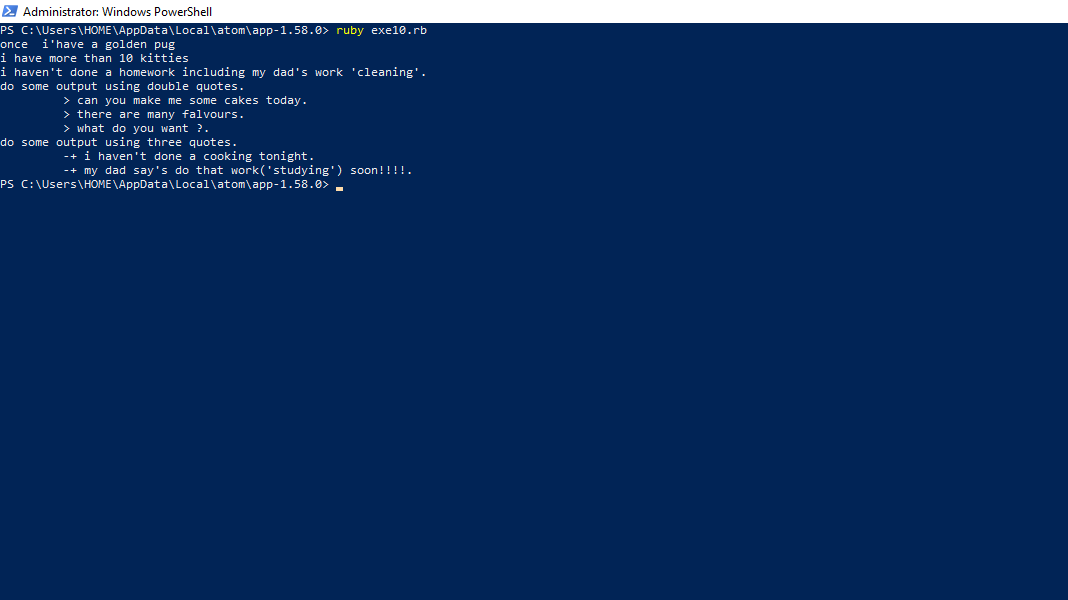 Administrator: Windows PowerShell
PS C:\Users\HOME\AppData\Local\atom\app-1.58.0> ruby exe10.rb
once  i'have a golden pug
i have more than 10 kitties
i haven't done a homework including my dad's work 'cleaning'.
do some output using double quotes.
         > can you make me some cakes today.
         > there are many falvours.
         > what do you want ?.
do some output using three quotes.
         -+ i haven't done a cooking tonight.
         -+ my dad say's do that work('studying') soon!!!!.
PS C:\Users\HOME\AppData\Local\atom\app-1.58.0>